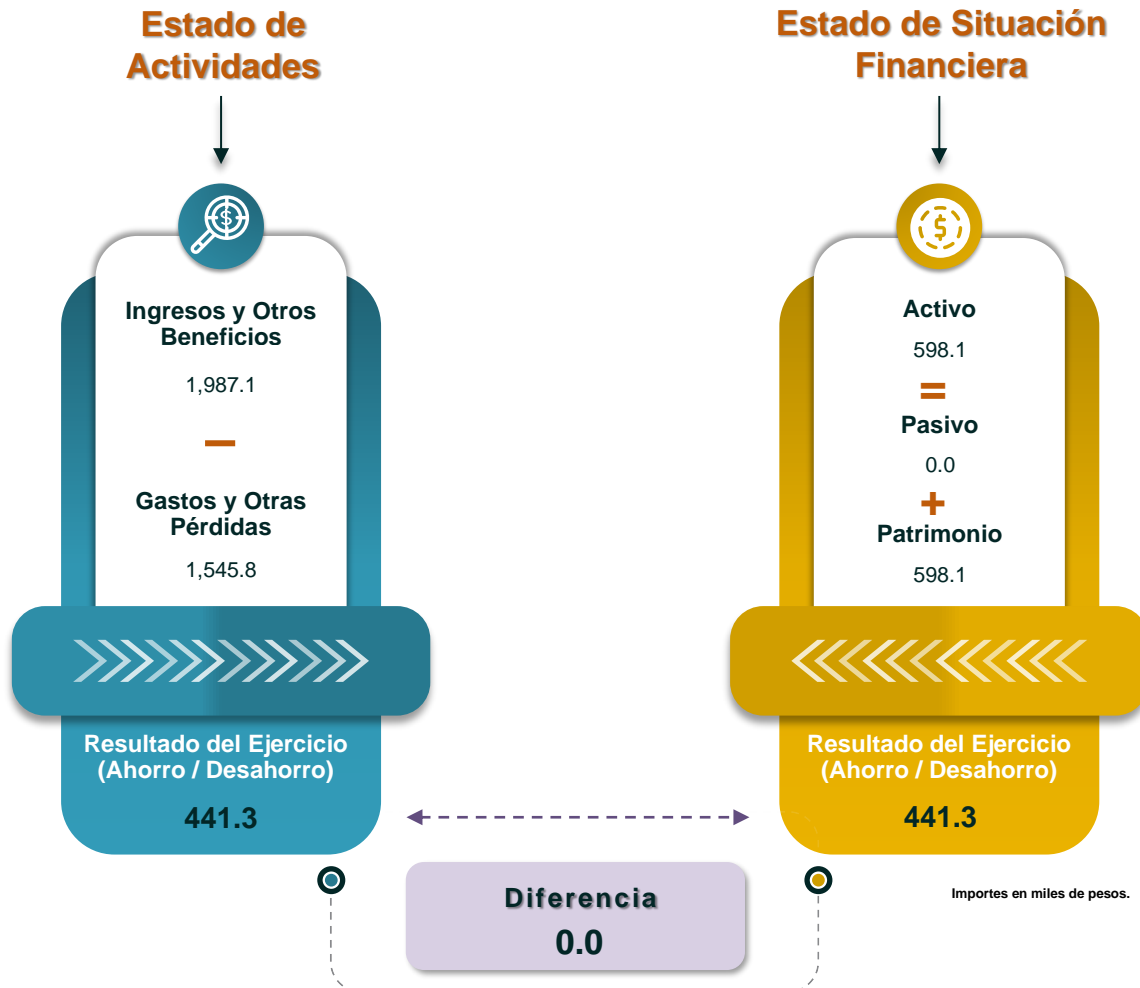 Estado de
Actividades
Ingresos y Otros
Beneficios
1,987.1
–
Gastos y Otras
Pérdidas
1,545.8
Resultado del Ejercicio
(Ahorro / Desahorro)
441.3
Estado de Situación
Financiera
Activo
598.1
=
Pasivo
0.0
+
Patrimonio
598.1
Resultado del Ejercicio
(Ahorro / Desahorro)
441.3
Diferencia
0.0
Importes en miles de pesos.